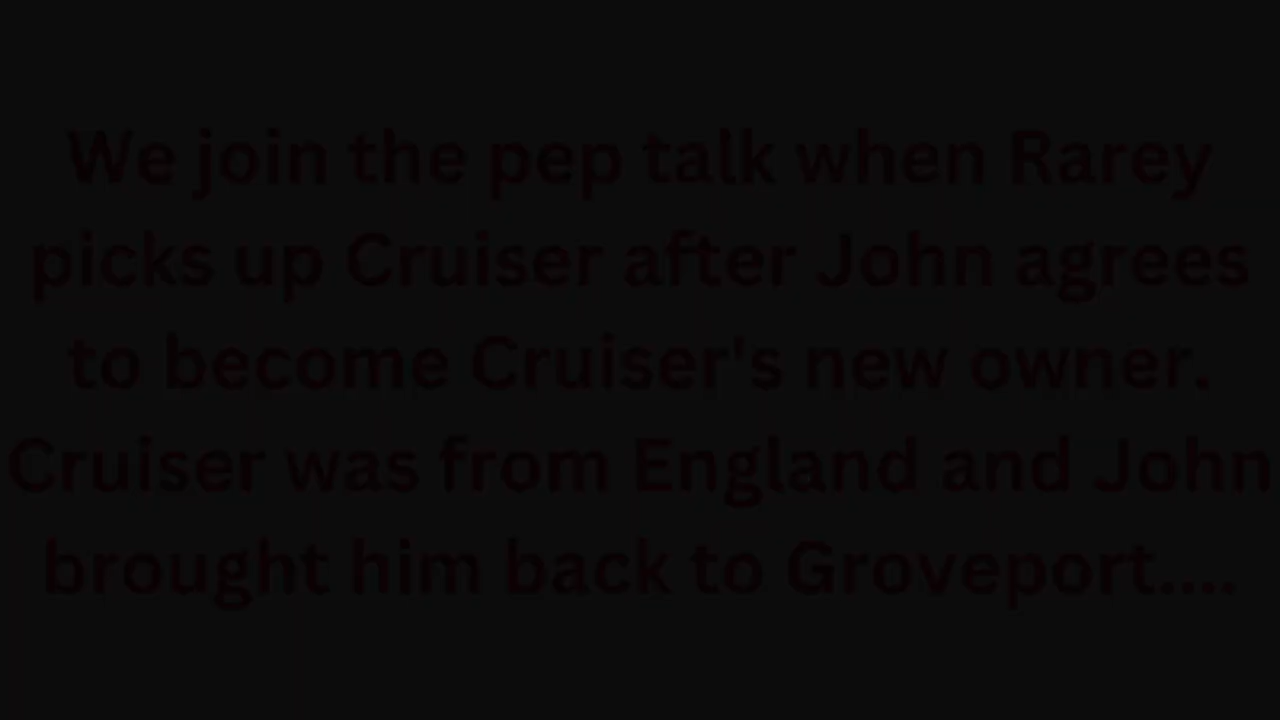 We join the pep talk when Rarey
picks up Cruiser after John agrees
to become Cruiser's new owner.
Cruiser was from England and John
brought him back to Groveport....